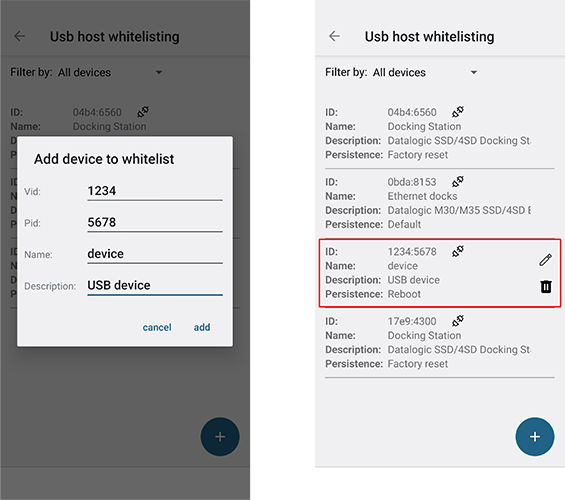 Usb host whitelisting
Filter by: All devices
ID: 04b4:6560
Name: Docking Station
Add device to whitelist
Vid: 1234
Pid: 5678
Name: device
Description: USB device
cancel add
+
Usb host whitelisting
Filter by: All devices
ID: 04b4:6560
Name: Docking Station
Description: Datalogic SSD/4SD Docking Sta
Persistence: Factory reset
ID: 0bda:8153
Name: Ethernet docks
Description: Datalogic M30/M35 SSD/4SD E
Persistence: Default
ID: 1234:5678
Name: device
Description: USB device
Persistence: Reboot
ID: 17e9:4300
Name: Docking Station
Description: Datalogic SSD/4SD Docking Sta
Persistence: Factory reset
+